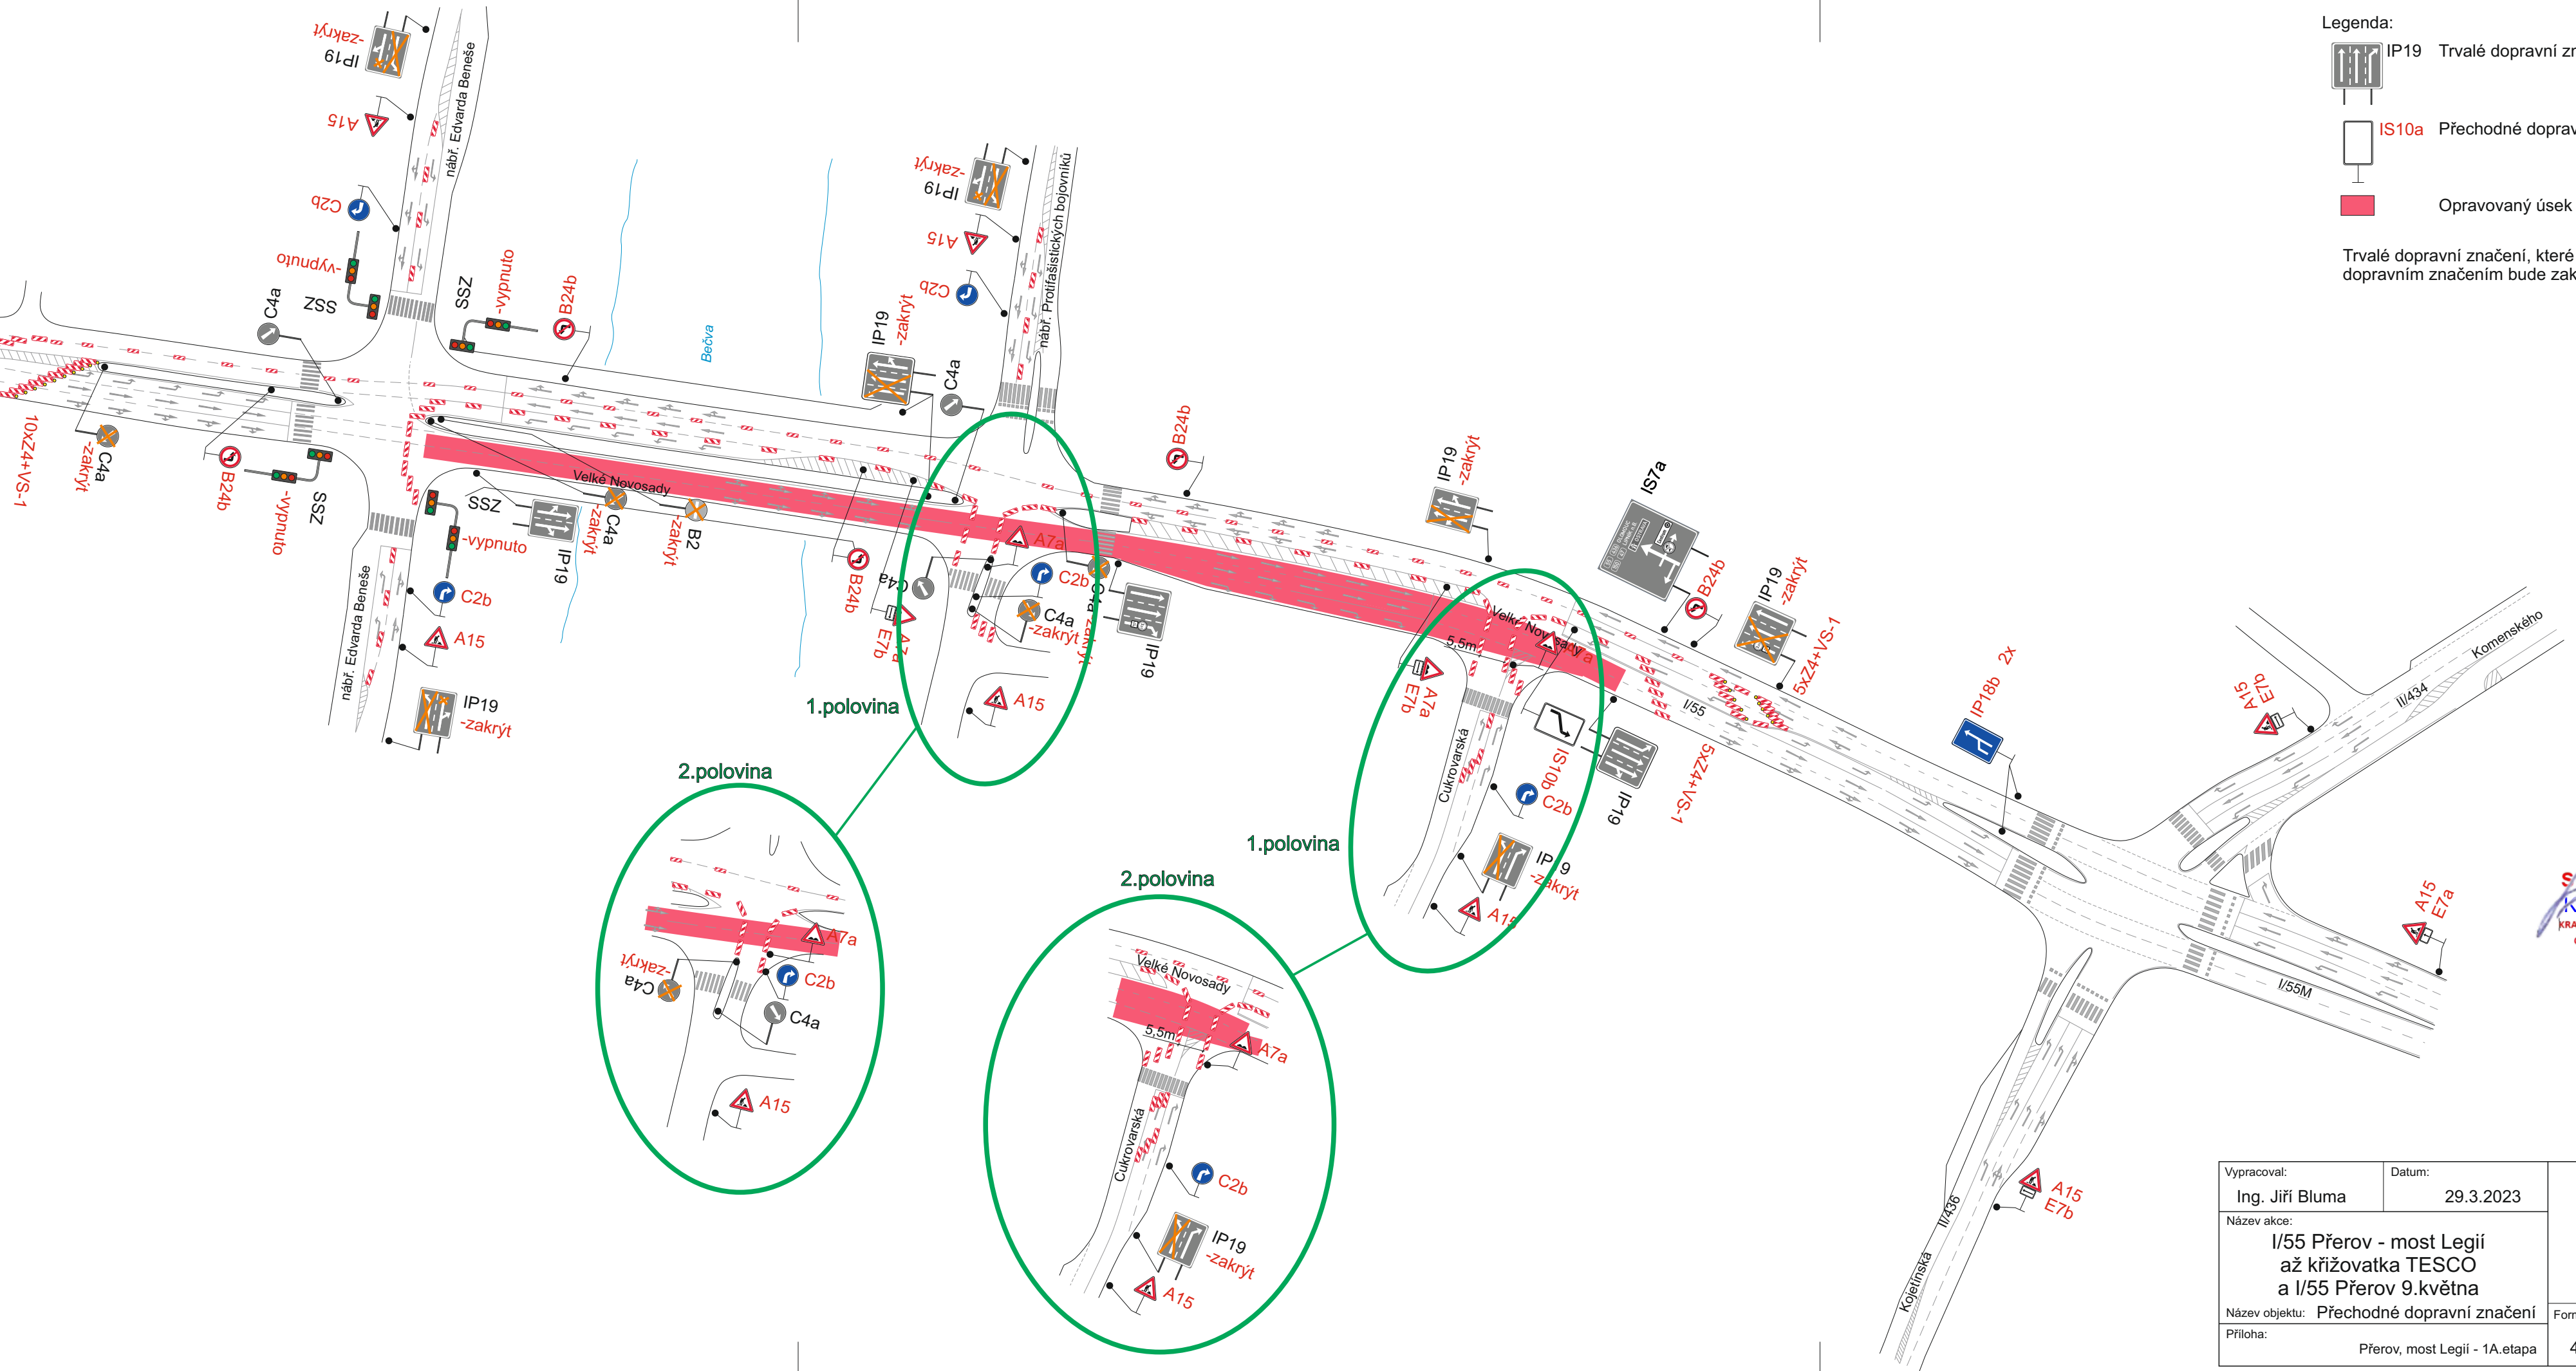 Legenda:
IP19 Trvalé dopravní
IS10a Přechodné
Opravovaný úsek
Trvalé dopravní značení, které
dopravním značením bude
-zakrýt
IP19
A15
nábř. Edvarda Beneše
C2b
-vypnuto
SSZ
C4a
SSZ
-vypnuto
B24b
Bečva
-zakrýt
IP19
A15
C2b
nábř. Protifašistických bojovníků
IP19
-zakrýt
C4a
B24b
IP19
-zakrýt
IS7a
B24b
IP19
-zakrýt
5xZ4+VS-1
10xZ4+VS-1
C4a
-zakrýt
B24b
-vypnuto
SSZ
SSZ
-vypnuto
IP19
C4a
-zakrýt
B2
-zakrýt
Velké Novosady
B24b
C4a
A7a
E7b
A7a
C2b
C4a
-zakrýt
C4a
-zakrýt
IP19
A15
1.polovina
nábř. Edvarda Beneše
C2b
A15
IP19
-zakrýt
Velké Novosady
5,5m
A7a
E7b
Cukrovarská
IS10b
IP19
C2b
IP19
-zakrýt
A15
1.polovina
I/55
5xZ4+VS-1
IP18b 2x
A15
E7b
II/434
Komenského
A15
E7a
I/55M
II/436
Kojetínská
A15
E7b
2.polovina
A7a
-zakrýt
C4a
C2b
C4a
A15
2.polovina
Velké Novosady
5,5m
A7a
Cukrovarská
C2b
IP19
-zakrýt
A15
Vypracoval: Datum:
Ing. Jiří Bluma 29.3.2023
Název akce:
I/55 Přerov - most Legií
až křižovatka TESCO
a I/55 Přerov 9.května
Název objektu: Přechodné dopravní značení
Příloha:
Přerov, most Legií - 1A.etapa